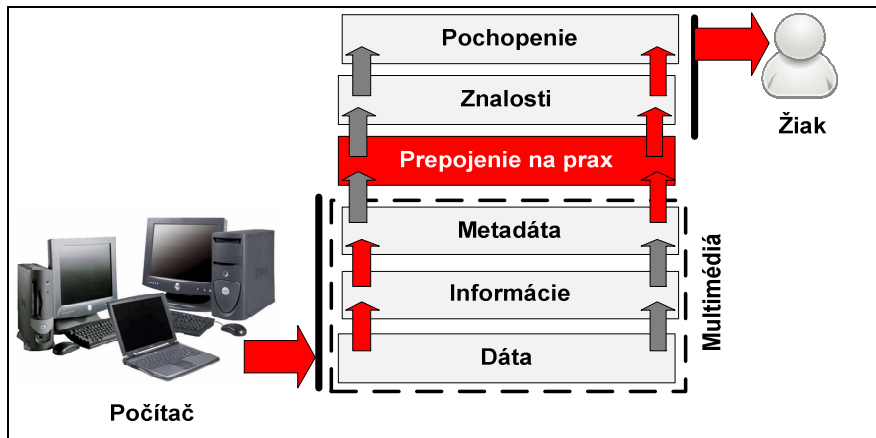 Pochopenie
Znalosti
Žiak
Prepojenie na prax
Metadáta
Informácie
Dáta
Multimédiá
Počítač